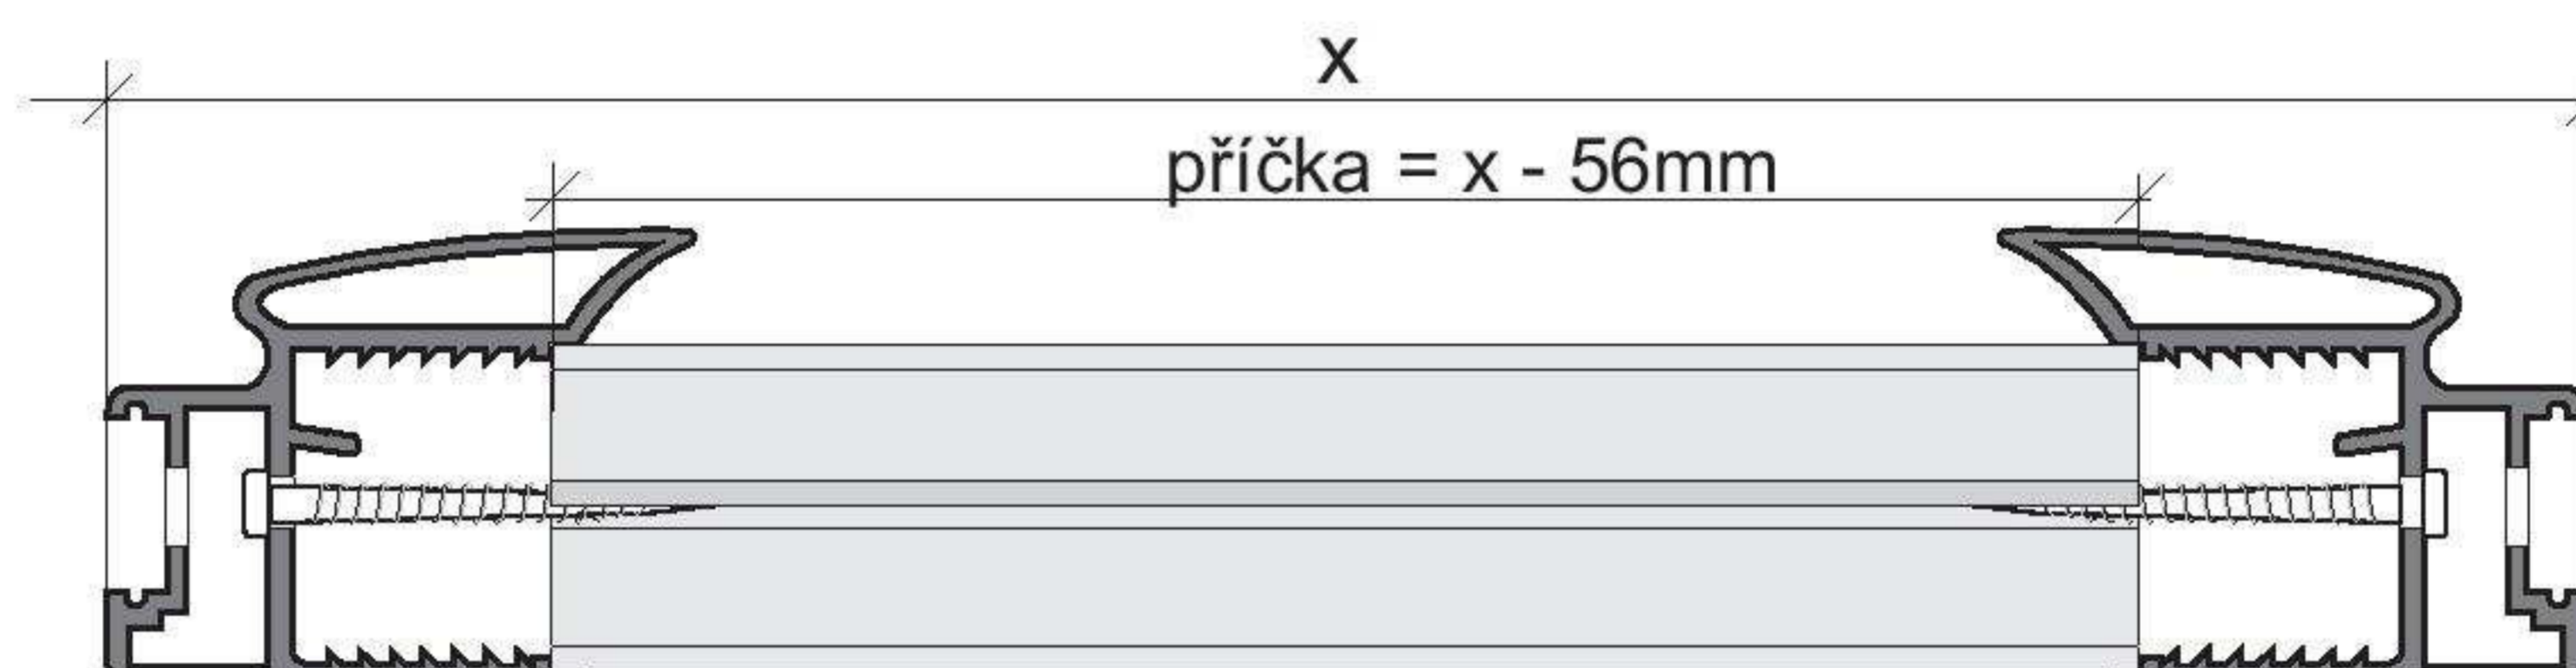 x
příčka = x - 56mm